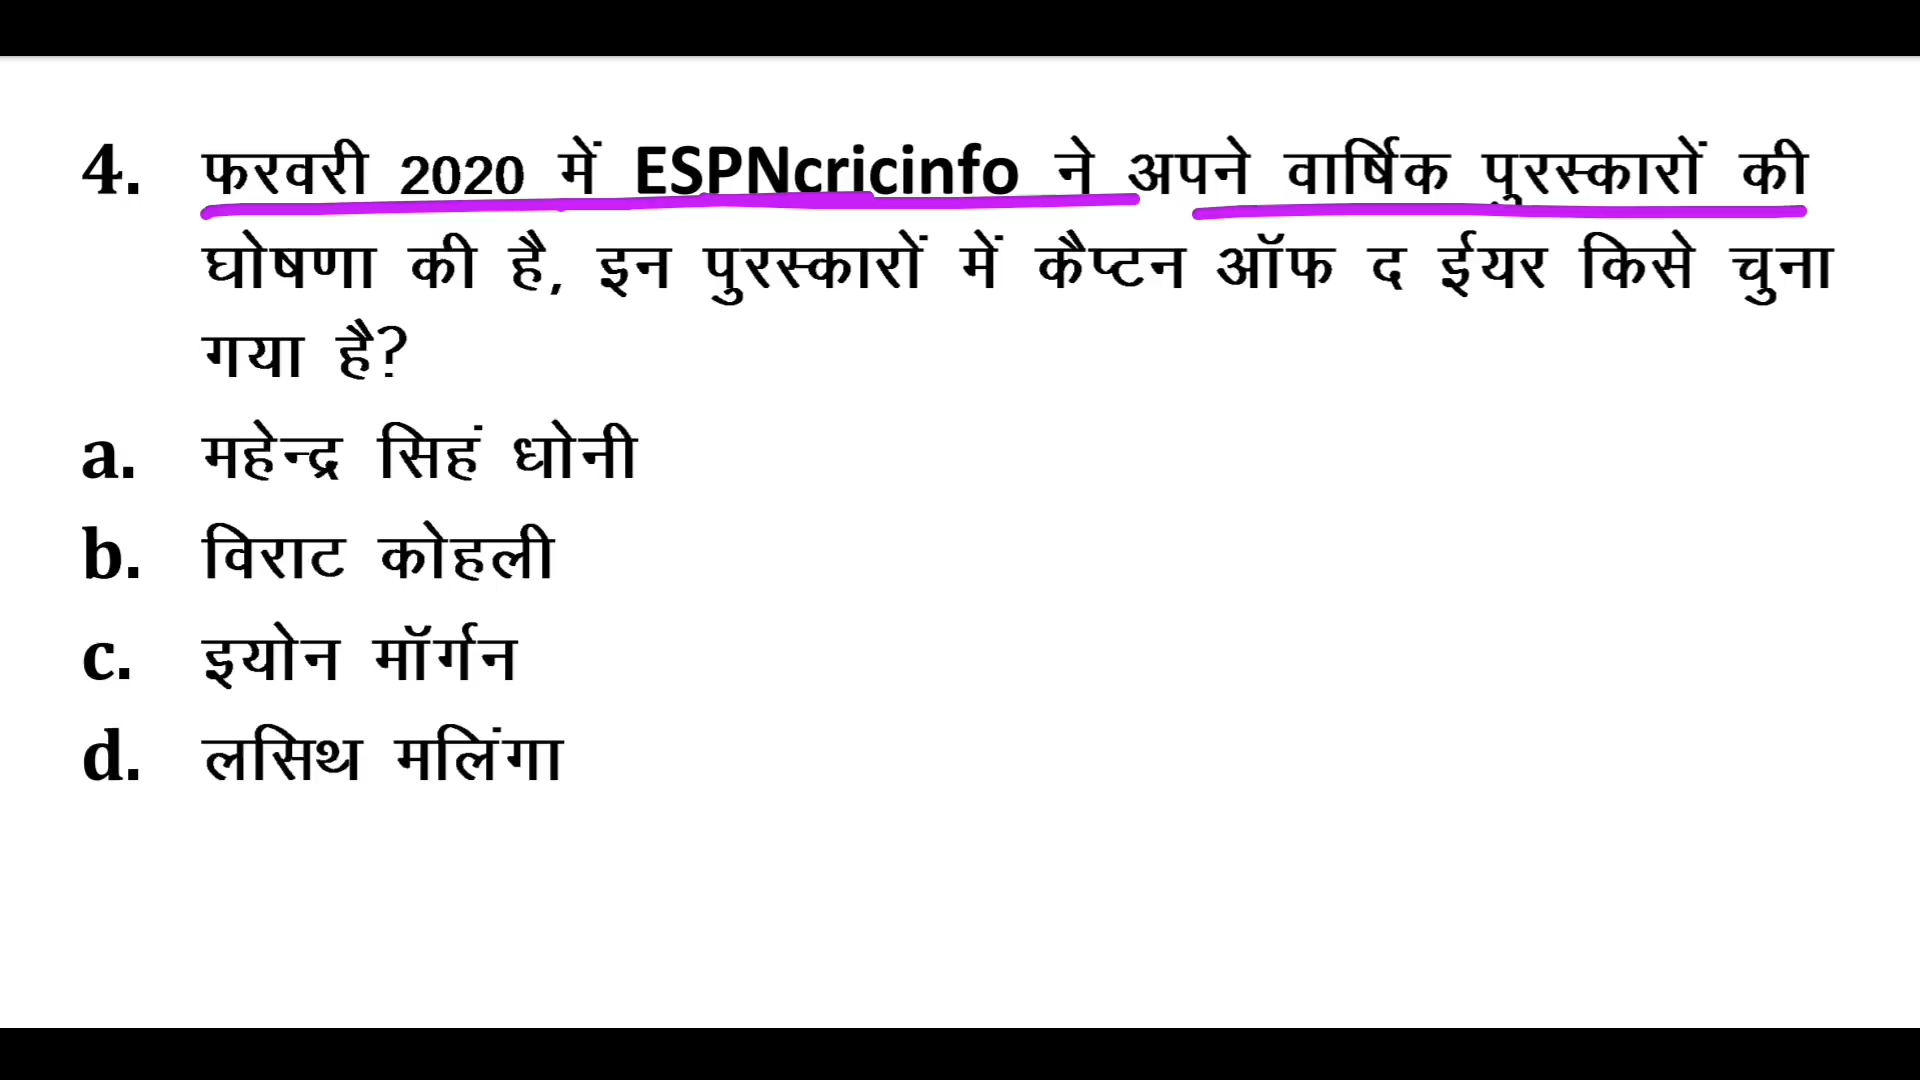 4. फरवरी 2020 में ESPNcricinfo ने अपने वार्षिक पुरस्कारों की
घोषणा की है, इन पुरस्कारों में कैप्टन ऑफ द ईयर किसे चुना
गया है?
a. महेन्द्र सिहं धोनी
b. विराट कोहली
c. इयोन मॉर्गन
d. लसिथ मलिंगा